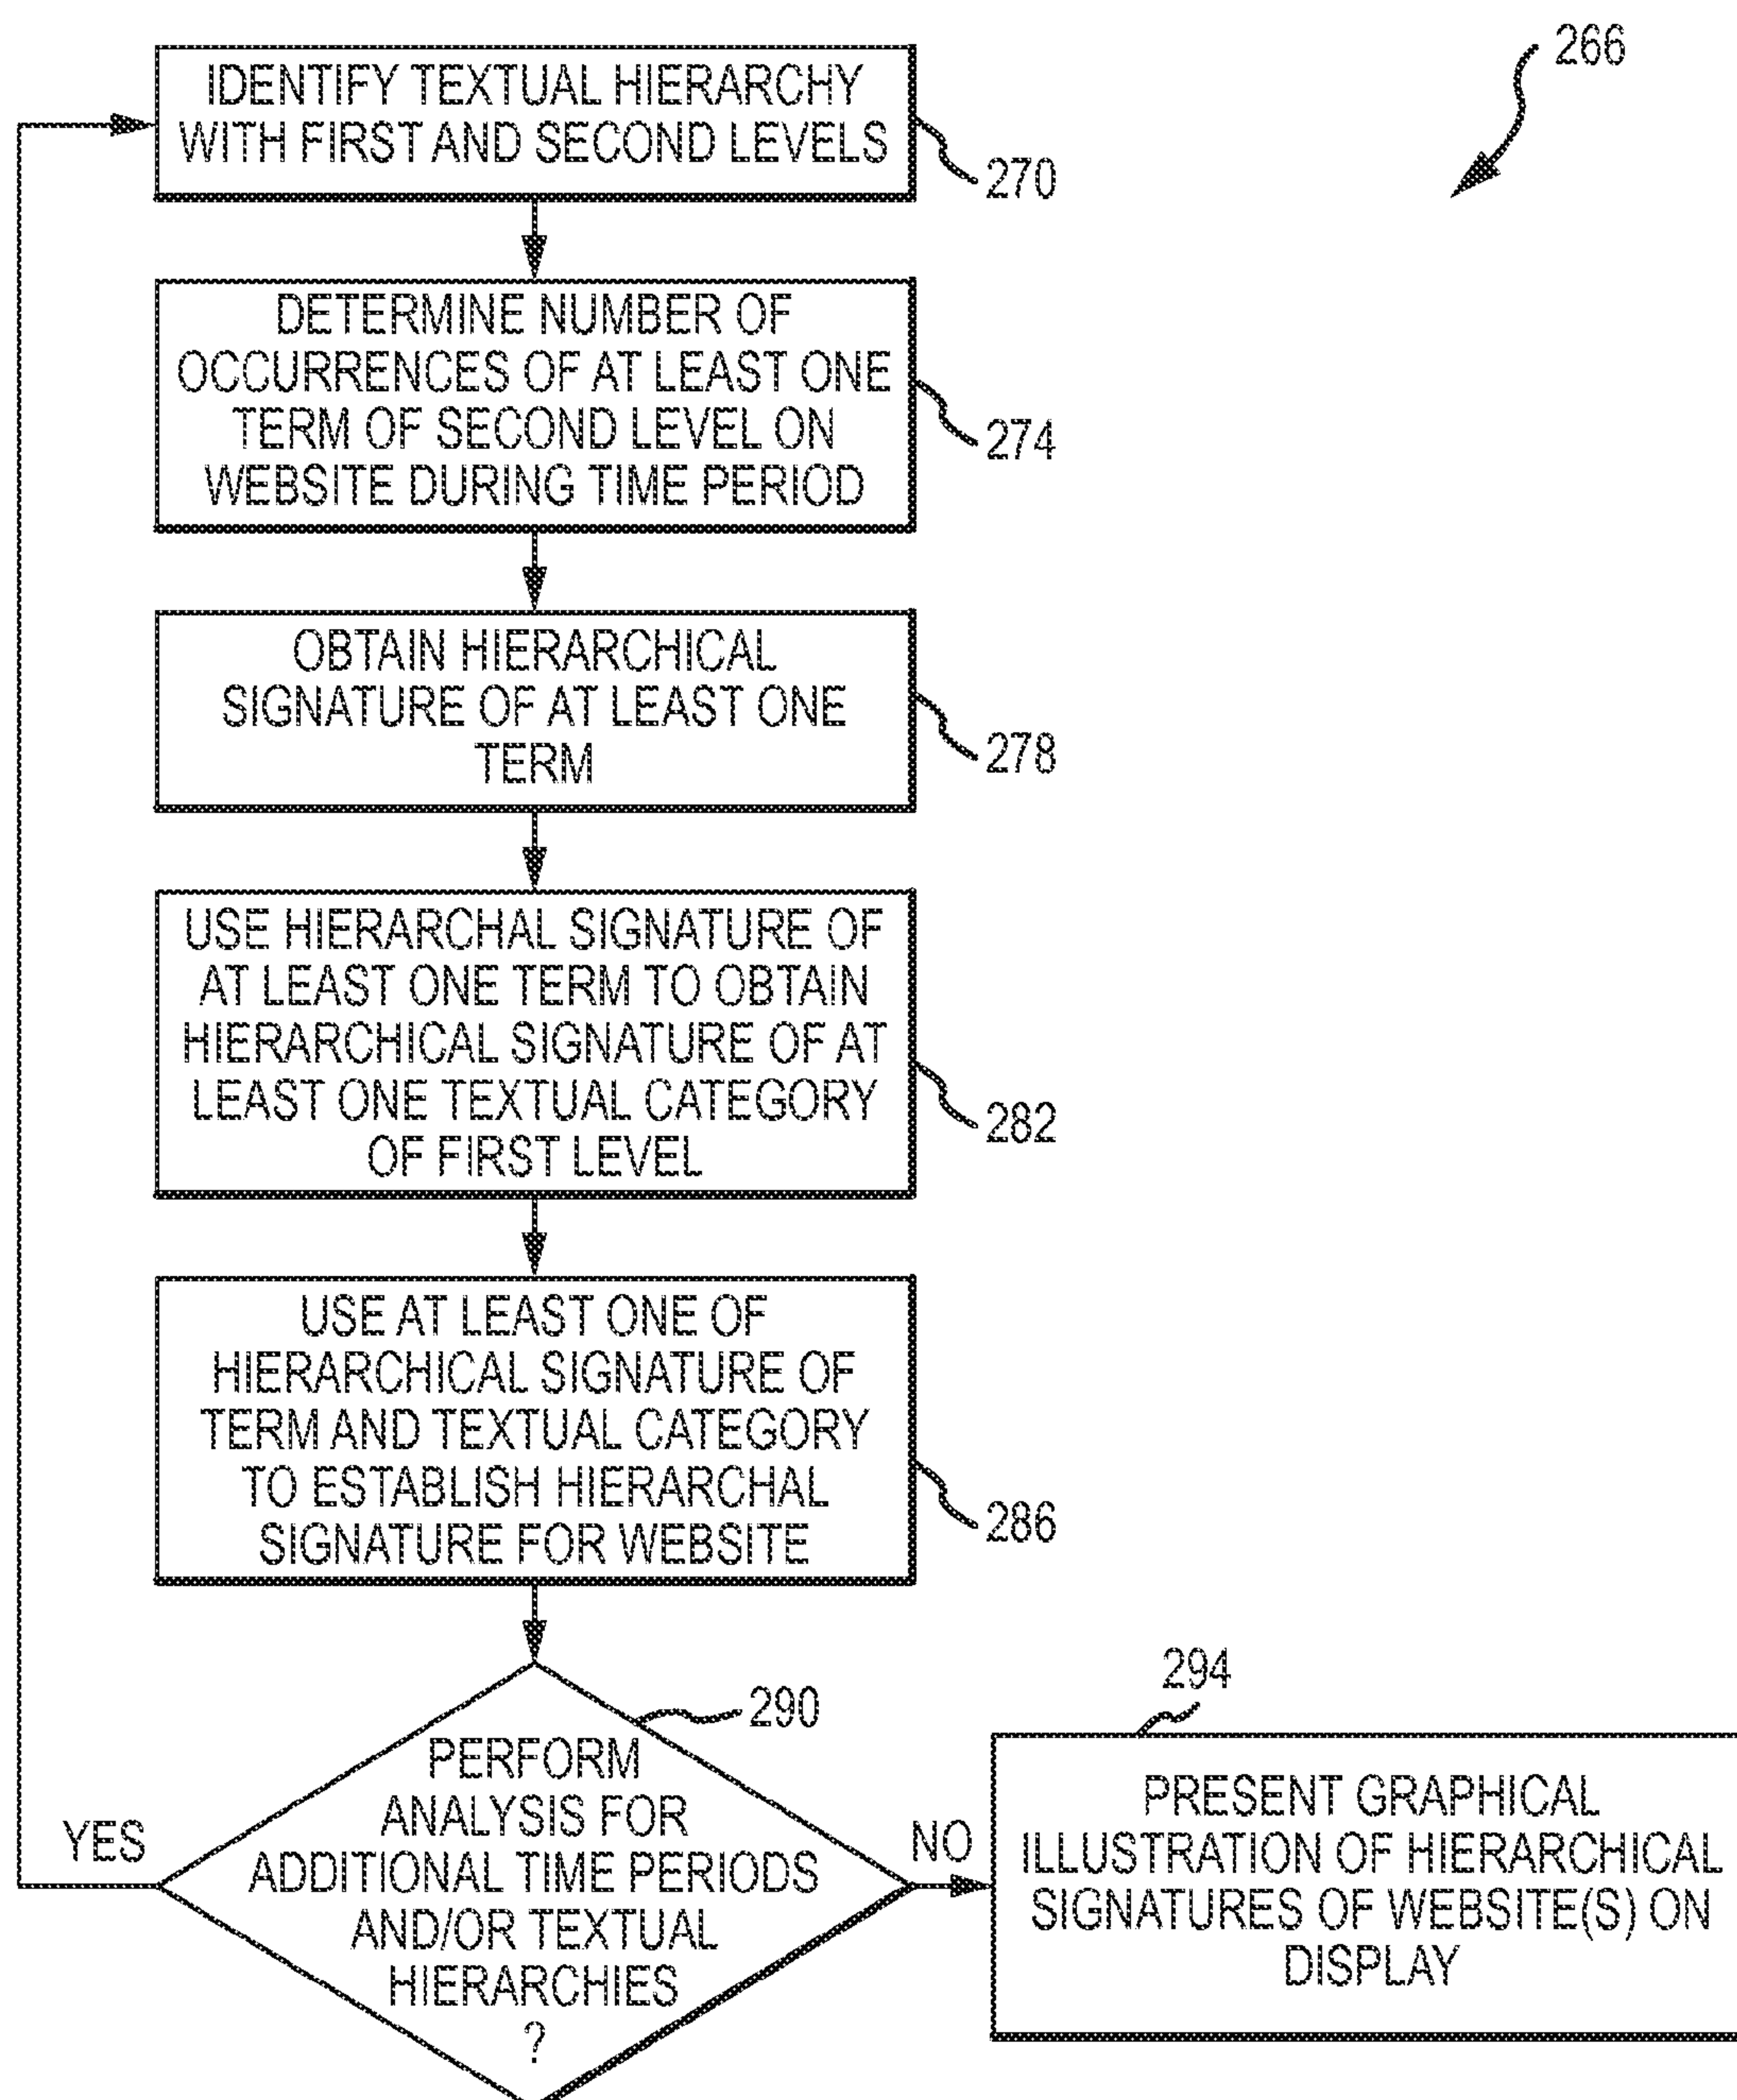 266
IDENTIFY TEXTUAL HIERARCHY
WITH FIRST AND SECOND LEVELS
270
DETERMINE NUMBER OF
OCCURRENCES OF AT LEAST ONE
TERM OF SECOND LEVEL ON
WEBSITE DURING TIME PERIOD
274
OBTAIN HIERARCHICAL
SIGNATURE OF AT LEAST ONE
TERM
278
USE HIERARCHAL SIGNATURE OF
AT LEAST ONE TERM TO OBTAIN
HIERARCHICAL SIGNATURE OF AT
LEAST ONE TEXTUAL CATEGORY
OF FIRST LEVEL
282
USE AT LEAST ONE OF
HIERARCHICAL SIGNATURE OF
TERM AND TEXTUAL CATEGORY
TO ESTABLISH HIERARCHAL
SIGNATURE FOR WEBSITE
286
290
PERFORM
ANALYSIS FOR
ADDITIONAL TIME PERIODS
AND/OR TEXTUAL
HIERARCHIES
?
YES
NO
294
PRESENT GRAPHICAL
ILLUSTRATION OF HIERARCHICAL
SIGNATURES OF WEBSITE(S) ON
DISPLAY